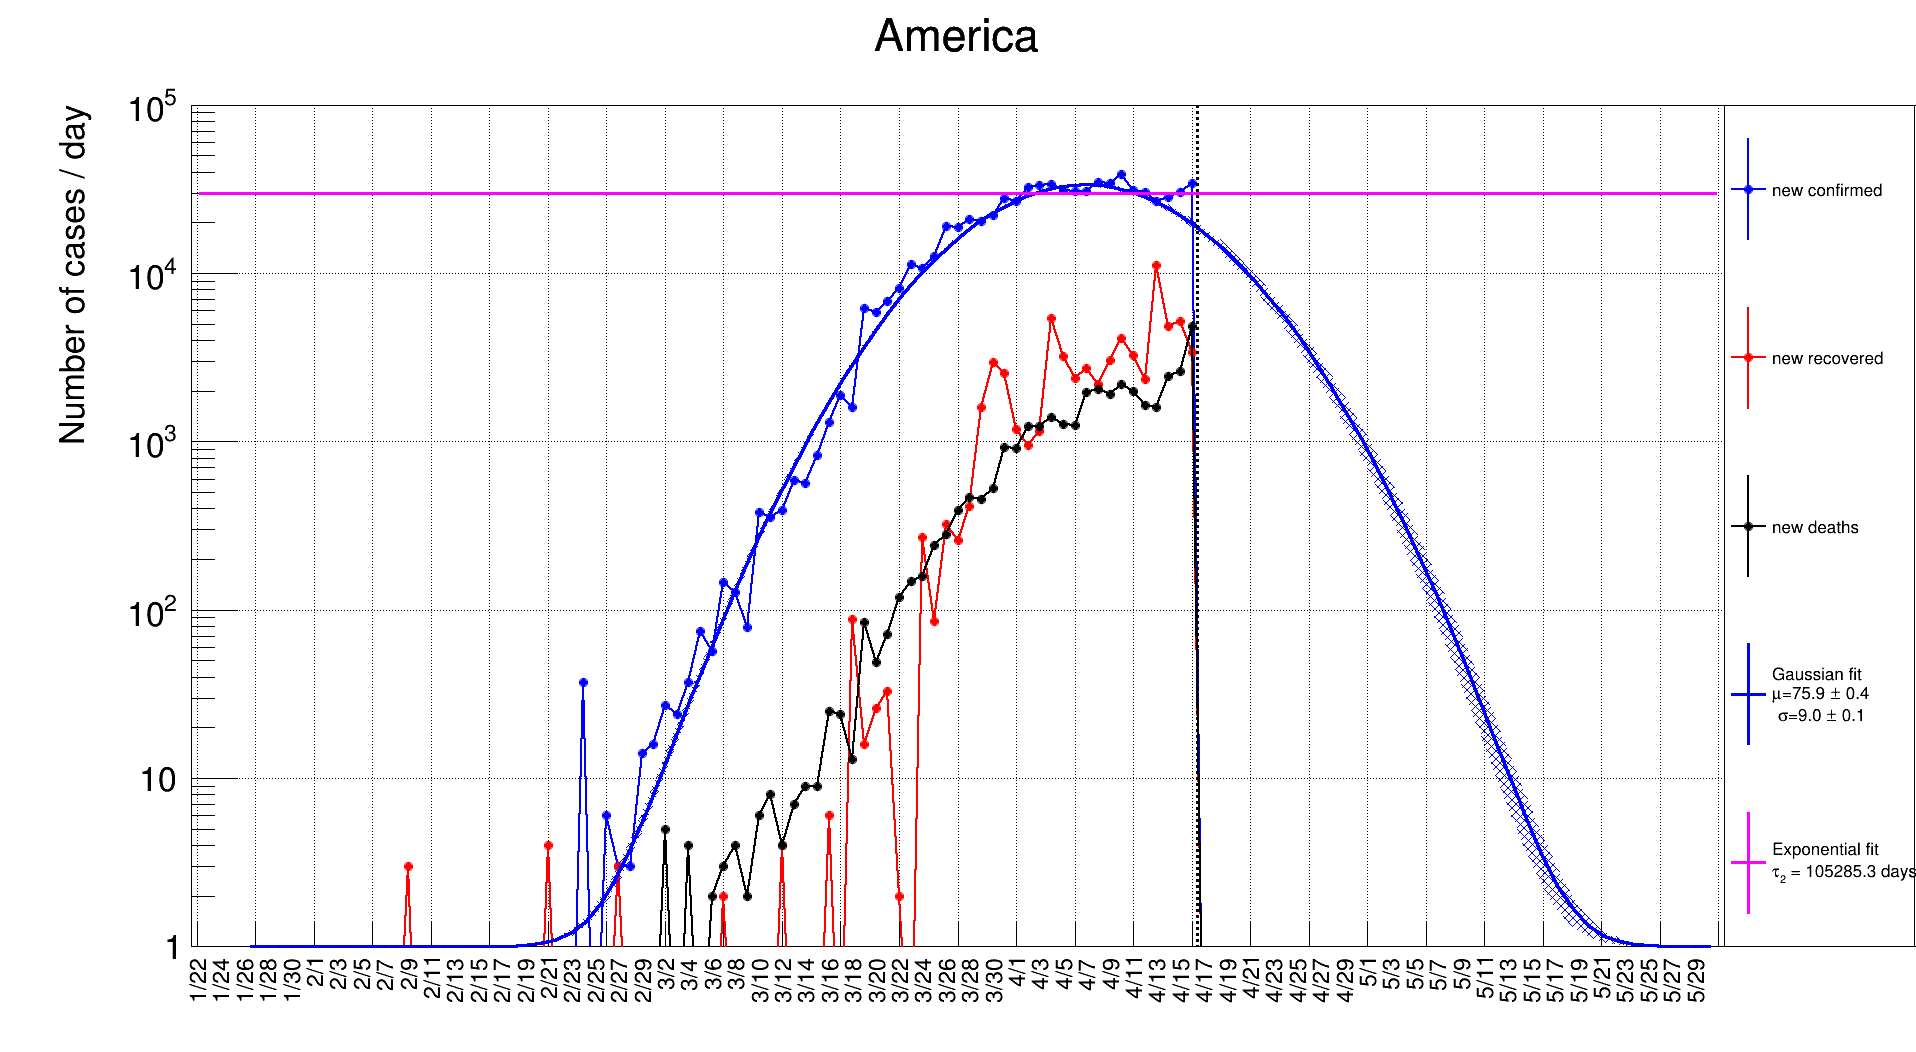 America
Number of cases / day
10⁵
10⁴
10³
10²
10
1
1/22 1/24 1/26 1/28 1/30 2/1 2/3 2/5 2/7 2/9 2/11 2/13 2/15 2/17 2/19 2/21 2/23 2/25 2/27 2/29 3/2 3/4 3/6 3/8 3/10 3/12 3/14 3/16 3/18 3/20 3/22 3/24 3/26 3/28 3/30 4/1 4/3 4/5 4/7 4/9 4/11 4/13 4/15 4/17 4/19 4/21 4/23 4/25 4/27 4/29 5/1 5/3 5/5 5/7 5/9 5/11 5/13 5/15 5/17 5/19 5/21 5/23 5/25 5/27 5/29
new confirmed
new recovered
new deaths
Gaussian fit
μ=75.9 ± 0.4
σ=9.0 ± 0.1
Exponential fit
τ₂ = 105285.3 days